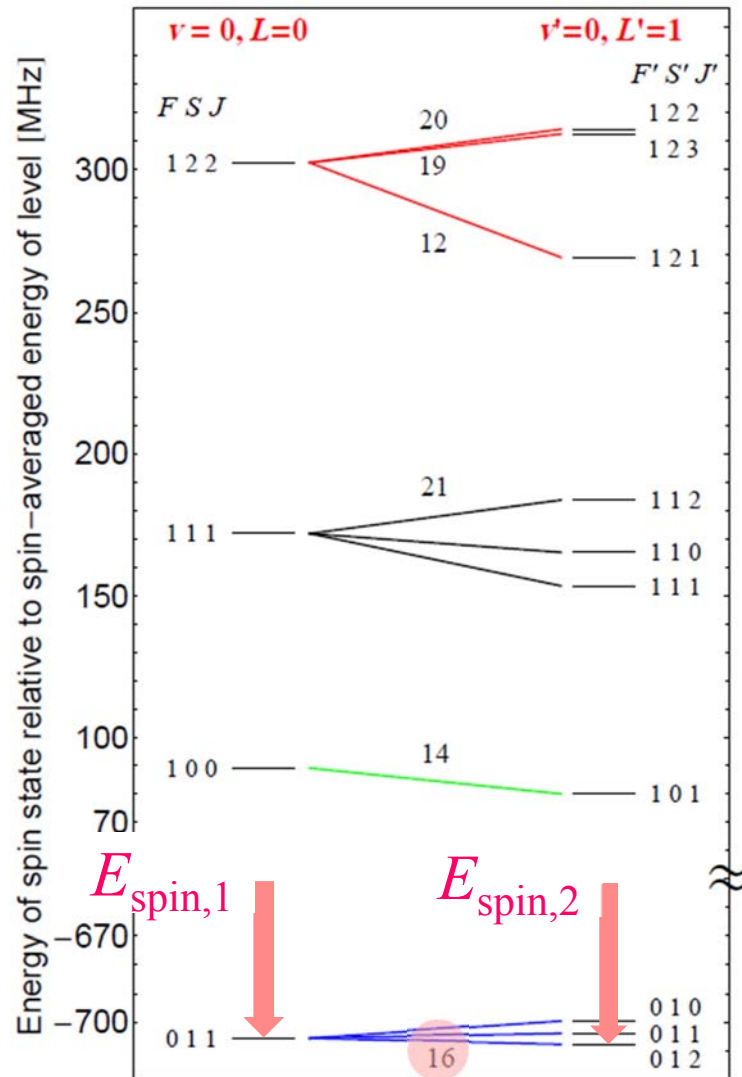 v = 0, L=0
v'=0, L'=1
F S J
F' S' J'
Energy of spin state relative to spin-averaged energy of level [MHz]
300
250
200
150
100
70
−670
−700
1 2 2
1 1 1
1 0 0
0 1 1
20
19
12
21
14
16
1 2 2
1 2 3
1 2 1
1 1 2
1 1 0
1 1 1
1 0 1
0 1 0
0 1 1
0 1 2
Espin,1
Espin,2